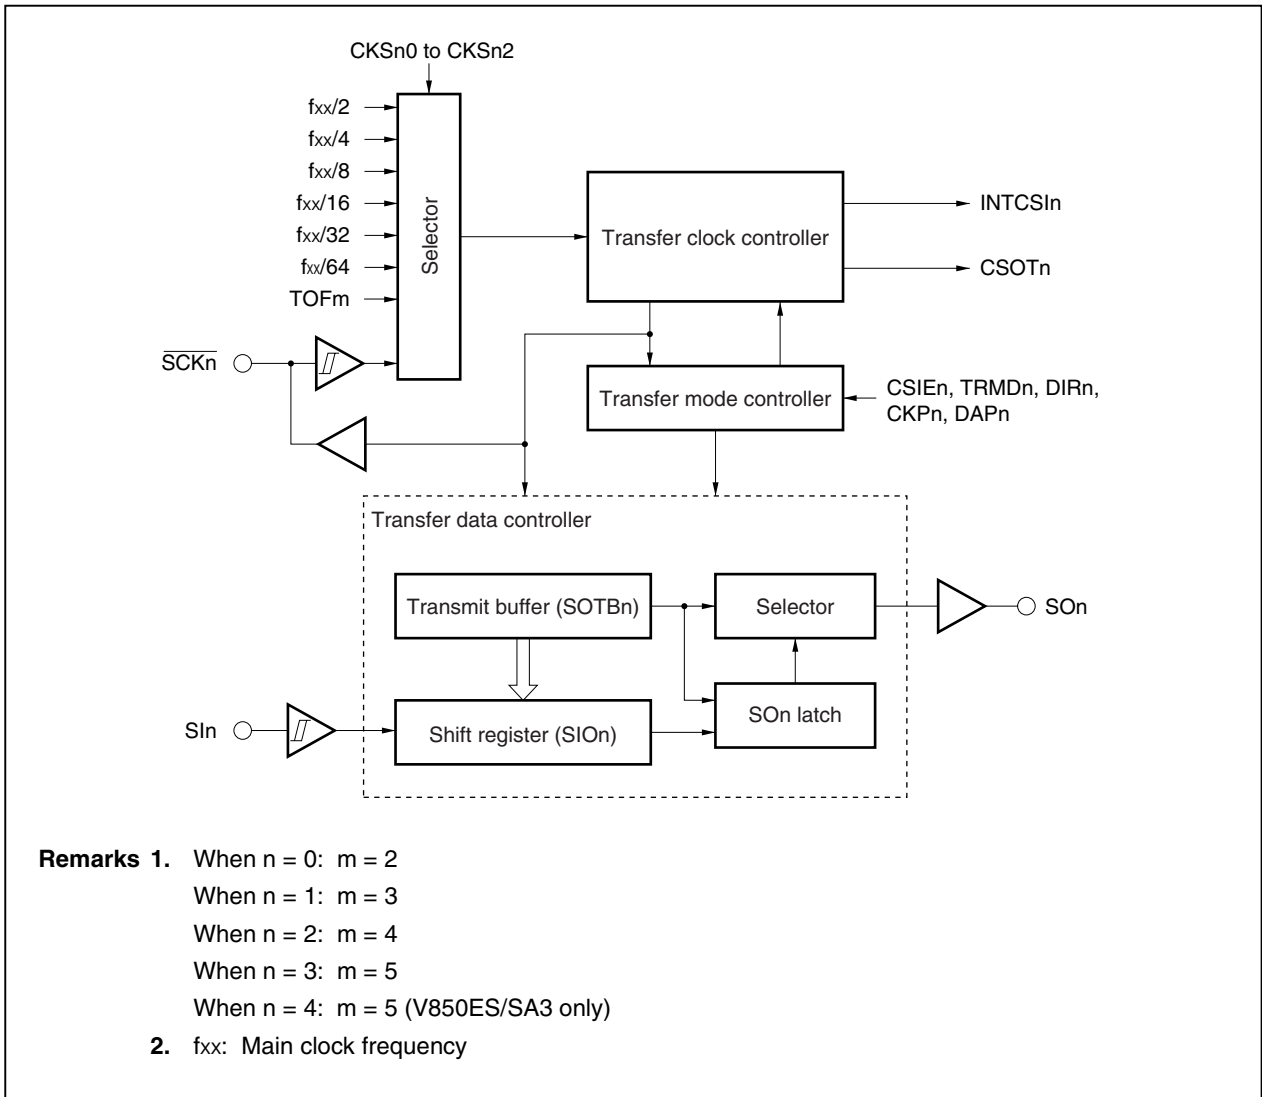 CKSn0 to CKSn2
fxx/2
fxx/4
fxx/8
fxx/16
fxx/32
fxx/64
TOFm
SCKn
Selector
Transfer clock controller
INTCSIn
CSOTn
Transfer mode controller
CSIEn, TRMDn, DIRn,
CKPn, DAPn
Transfer data controller
Transmit buffer (SOTBn)
Selector
SOn
SIn
Shift register (SIOn)
SOn latch
Remarks 1. When n = 0: m = 2
When n = 1: m = 3
When n = 2: m = 4
When n = 3: m = 5
When n = 4: m = 5 (V850ES/SA3 only)
2. fxx: Main clock frequency